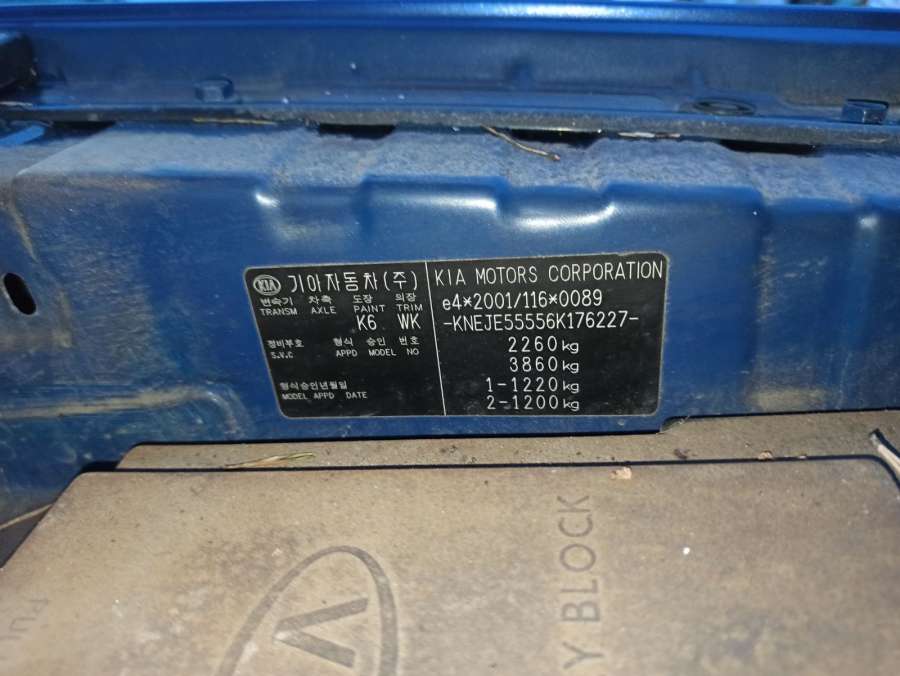 KIA 기아자동차(주)
변속기 차축 도장 의장
TRANSM AXLE PAINT TRIM
K6 WK
정비부호 형식 승인 번호
S.V.C APPD MODEL NO
형식승인년월일
MODEL APPD DATE
KIA MOTORS CORPORATION
e4*2001/116*0089
-KNEJE55556K176227-
2260kg
3860kg
1-1220kg
2-1200kg
Y BLOCK